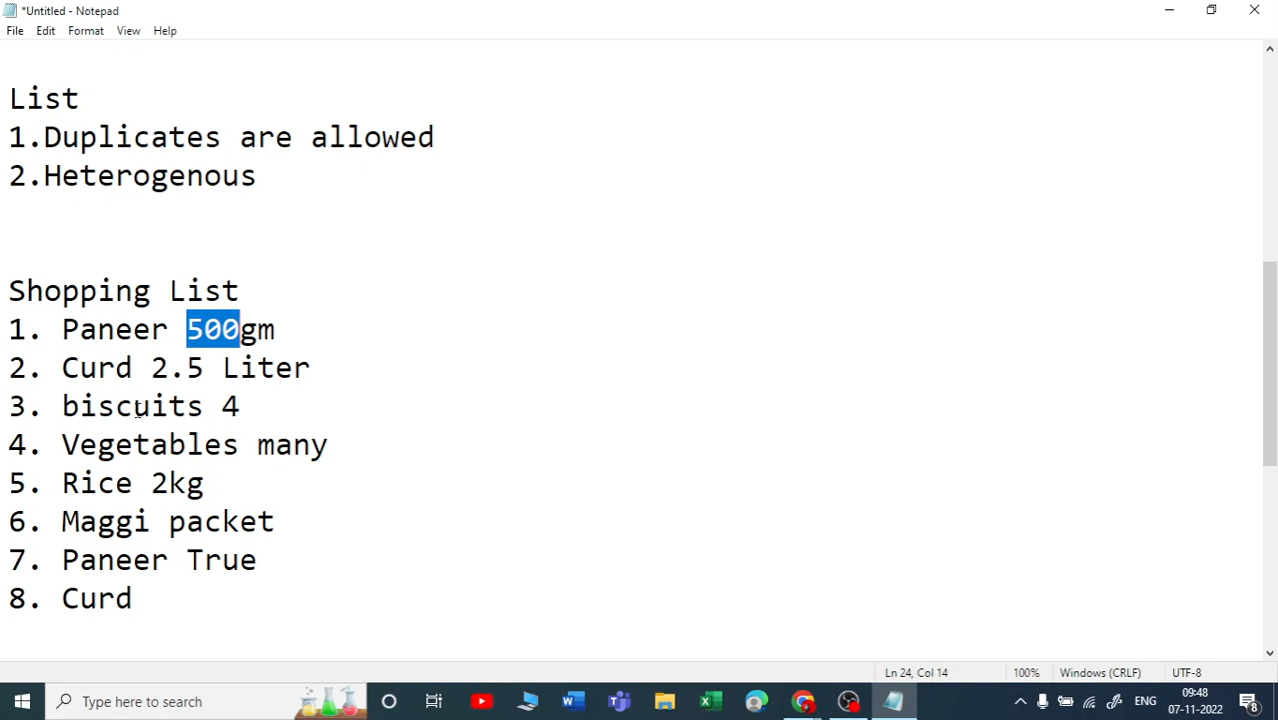 *Untitled - Notepad
File Edit Format View Help
List
1.Duplicates are allowed
2.Heterogenous
Shopping List
1. Paneer 500gm
2. Curd 2.5 Liter
3. biscuits 4
4. Vegetables many
5. Rice 2kg
6. Maggi packet
7. Paneer True
8. Curd
Ln 24, Col 14 100% Windows (CRLF) UTF-8
Type here to search ENG 09:48
07-11-2022 8